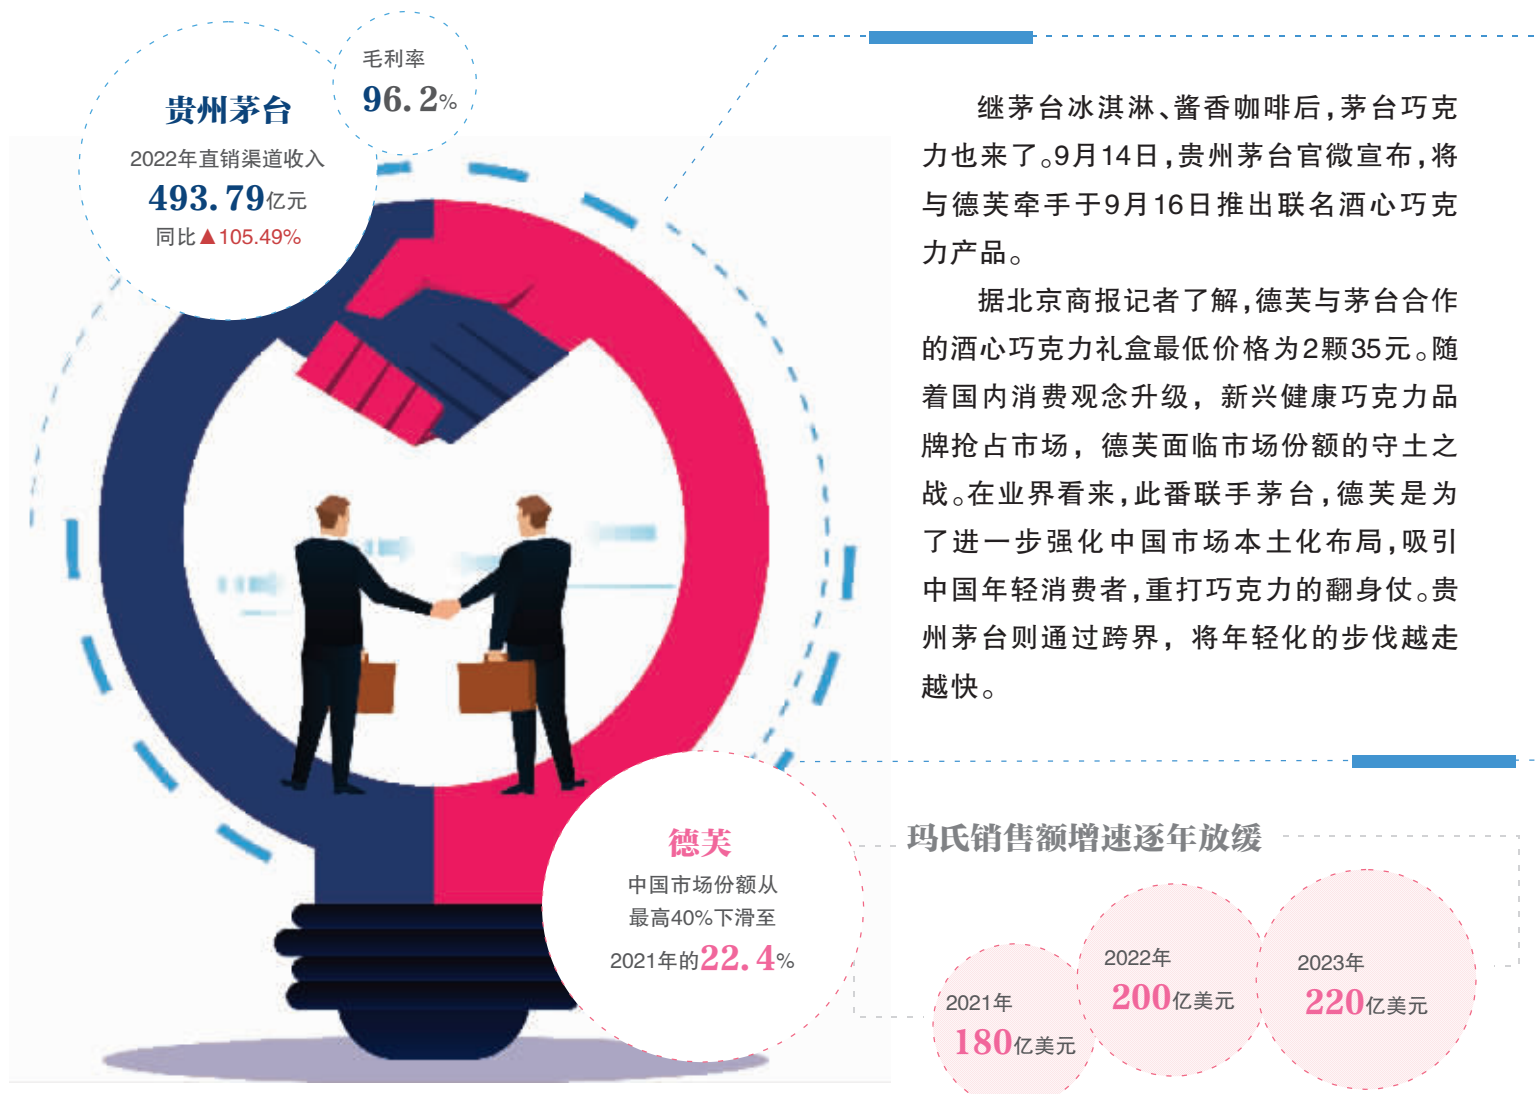 毛利率
96.2%
贵州茅台
2022年直销渠道收入
493.79亿元
同比▲105.49%
继茅台冰淇淋、酱香咖啡后,茅台巧克
力也来了。9月14日,贵州茅台官微宣布,将
与德芙牵手于9月16日推出联名酒心巧克
力产品。
据北京商报记者了解,德芙与茅台合作
的酒心巧克力礼盒最低价格为2颗35元。随
着国内消费观念升级,新兴健康巧克力品
牌抢占市场,德芙面临市场份额的守土之
战。在业界看来,此番联手茅台,德芙是为
了进一步强化中国市场本土化布局,吸引
中国年轻消费者,重打巧克力的翻身仗。贵
州茅台则通过跨界,将年轻化的步伐越走
越快。
德芙
中国市场份额从
最高40%下滑至
2021年的22.4%
玛氏销售额增速逐年放缓
2021年
180亿美元
2022年
200亿美元
2023年
220亿美元